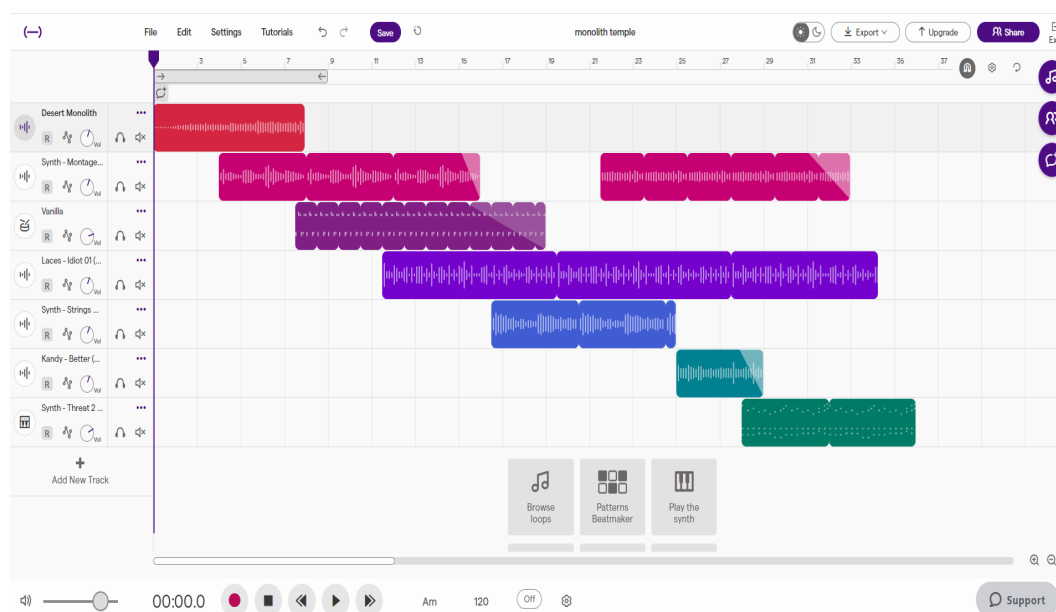 (—)
File Edit Settings Tutorials Save monolith temple Export Upgrade Share
3 5 7 9 11 13 15 17 19 21 23 25 27 29 31 33 35 37
Desert Monolith
R Vol
Synth - Montage...
R Vol
Vanilla
R Vol
Laces - Idiot 01 (...
R Vol
Synth - Strings ...
R Vol
Kandy - Better (...
R Vol
Synth - Threat 2 ...
R Vol
Add New Track
Browse
loops
Patterns
Beatmaker
Play the
synth
00:00.0 Am 120 Off Support